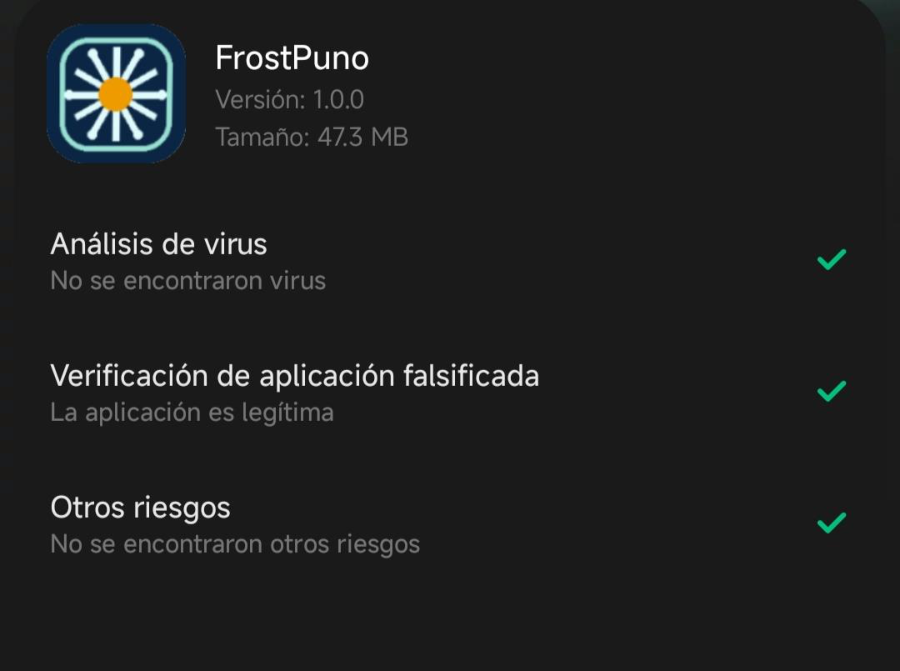 FrostPuno
Versión: 1.0.0
Tamaño: 47.3 MB
Análisis de virus
No se encontraron virus
Verificación de aplicación falsificada
La aplicación es legítima
Otros riesgos
No se encontraron otros riesgos